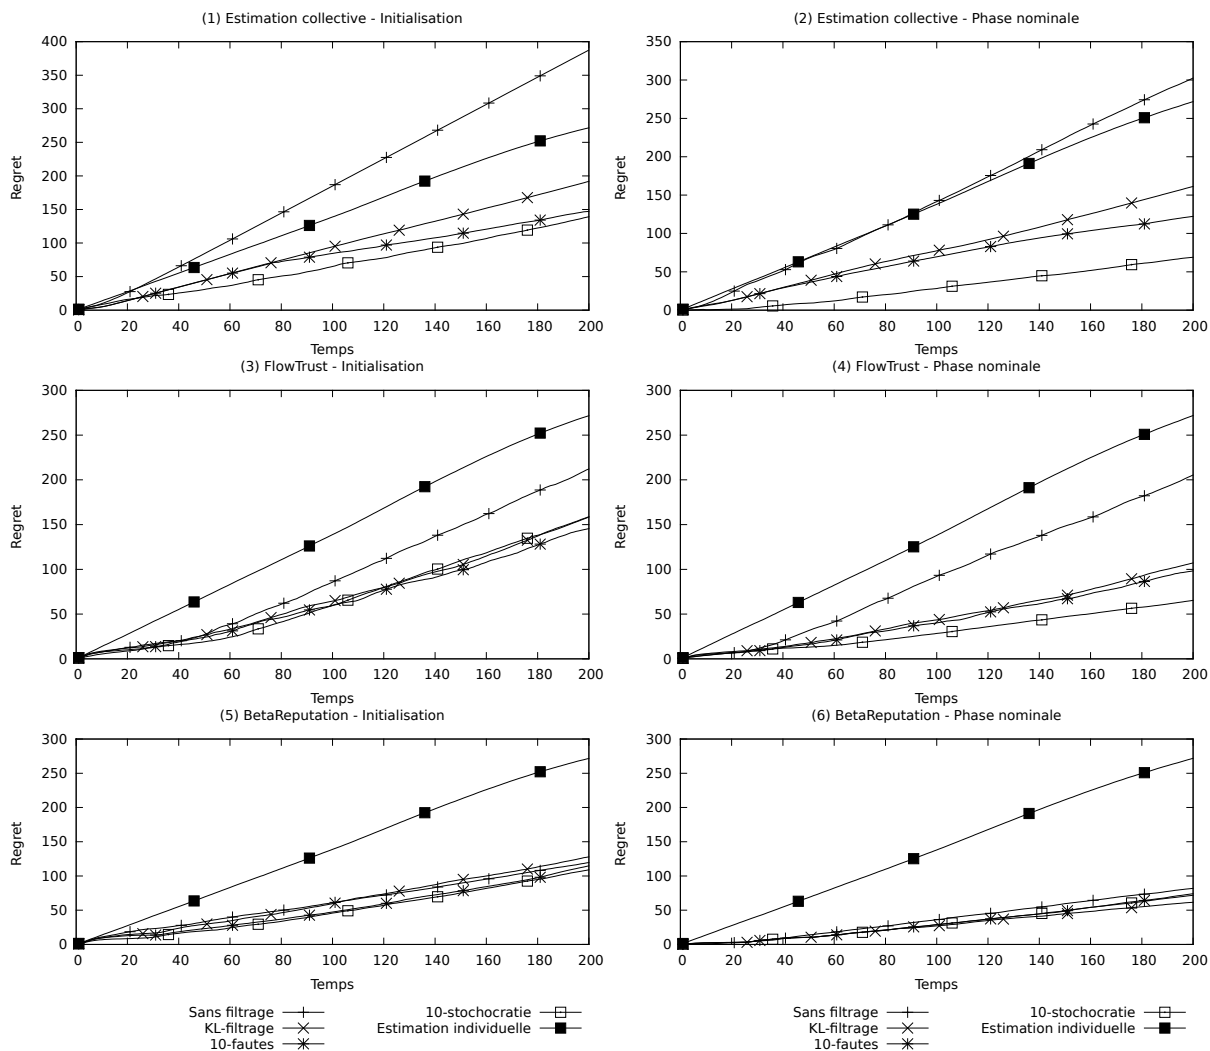 (1) Estimation collective - Initialisation
400
350
300
250
200
150
100
50
0
Regret
0 20 40 60 80 100 120 140 160 180 200
Temps
(2) Estimation collective - Phase nominale
350
300
250
200
150
100
50
0
Regret
0 20 40 60 80 100 120 140 160 180 200
Temps
(3) FlowTrust - Initialisation
300
250
200
150
100
50
0
Regret
0 20 40 60 80 100 120 140 160 180 200
Temps
(4) FlowTrust - Phase nominale
300
250
200
150
100
50
0
Regret
0 20 40 60 80 100 120 140 160 180 200
Temps
(5) BetaReputation - Initialisation
300
250
200
150
100
50
0
Regret
0 20 40 60 80 100 120 140 160 180 200
Temps
(6) BetaReputation - Phase nominale
300
250
200
150
100
50
0
Regret
0 20 40 60 80 100 120 140 160 180 200
Temps
Sans filtrage
KL-filtrage
10-fautes
10-stochocratie
Estimation individuelle
Sans filtrage
KL-filtrage
10-fautes
10-stochocratie
Estimation individuelle